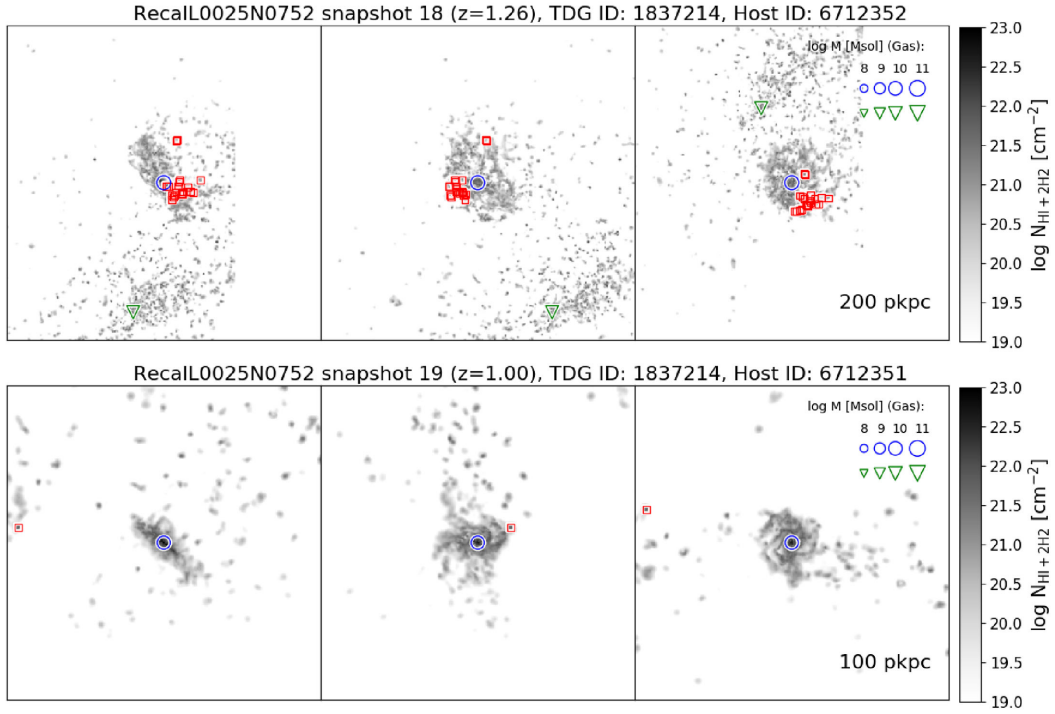 RecalL0025N0752 snapshot 18 (z=1.26), TDG ID: 1837214, Host ID: 6712352
log M [Msol] (Gas):
8 9 10 11
200 pkpc
23.0
22.5
22.0
21.5
21.0
20.5
20.0
19.5
19.0
log N_{HI+2H2} [cm^{-2}]
RecalL0025N0752 snapshot 19 (z=1.00), TDG ID: 1837214, Host ID: 6712351
log M [Msol] (Gas):
8 9 10 11
100 pkpc
23.0
22.5
22.0
21.5
21.0
20.5
20.0
19.5
19.0
log N_{HI+2H2} [cm^{-2}]